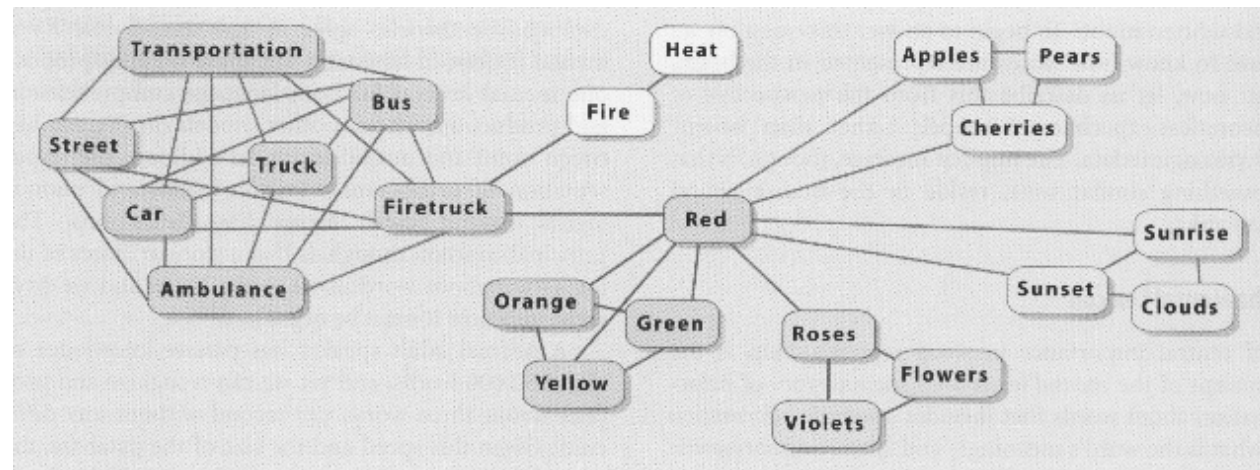 Transportation
Heat
Apples
Pears
Bus
Fire
Cherries
Street
Truck
Car
Firetruck
Red
Sunrise
Ambulance
Orange
Green
Sunset
Clouds
Roses
Yellow
Flowers
Violets